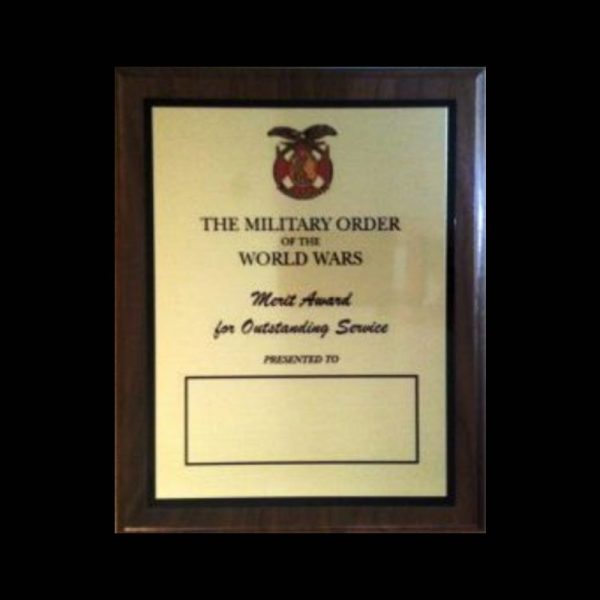 THE MILITARY ORDER
OF THE
WORLD WARS
Merit Award
for Outstanding Service
PRESENTED TO